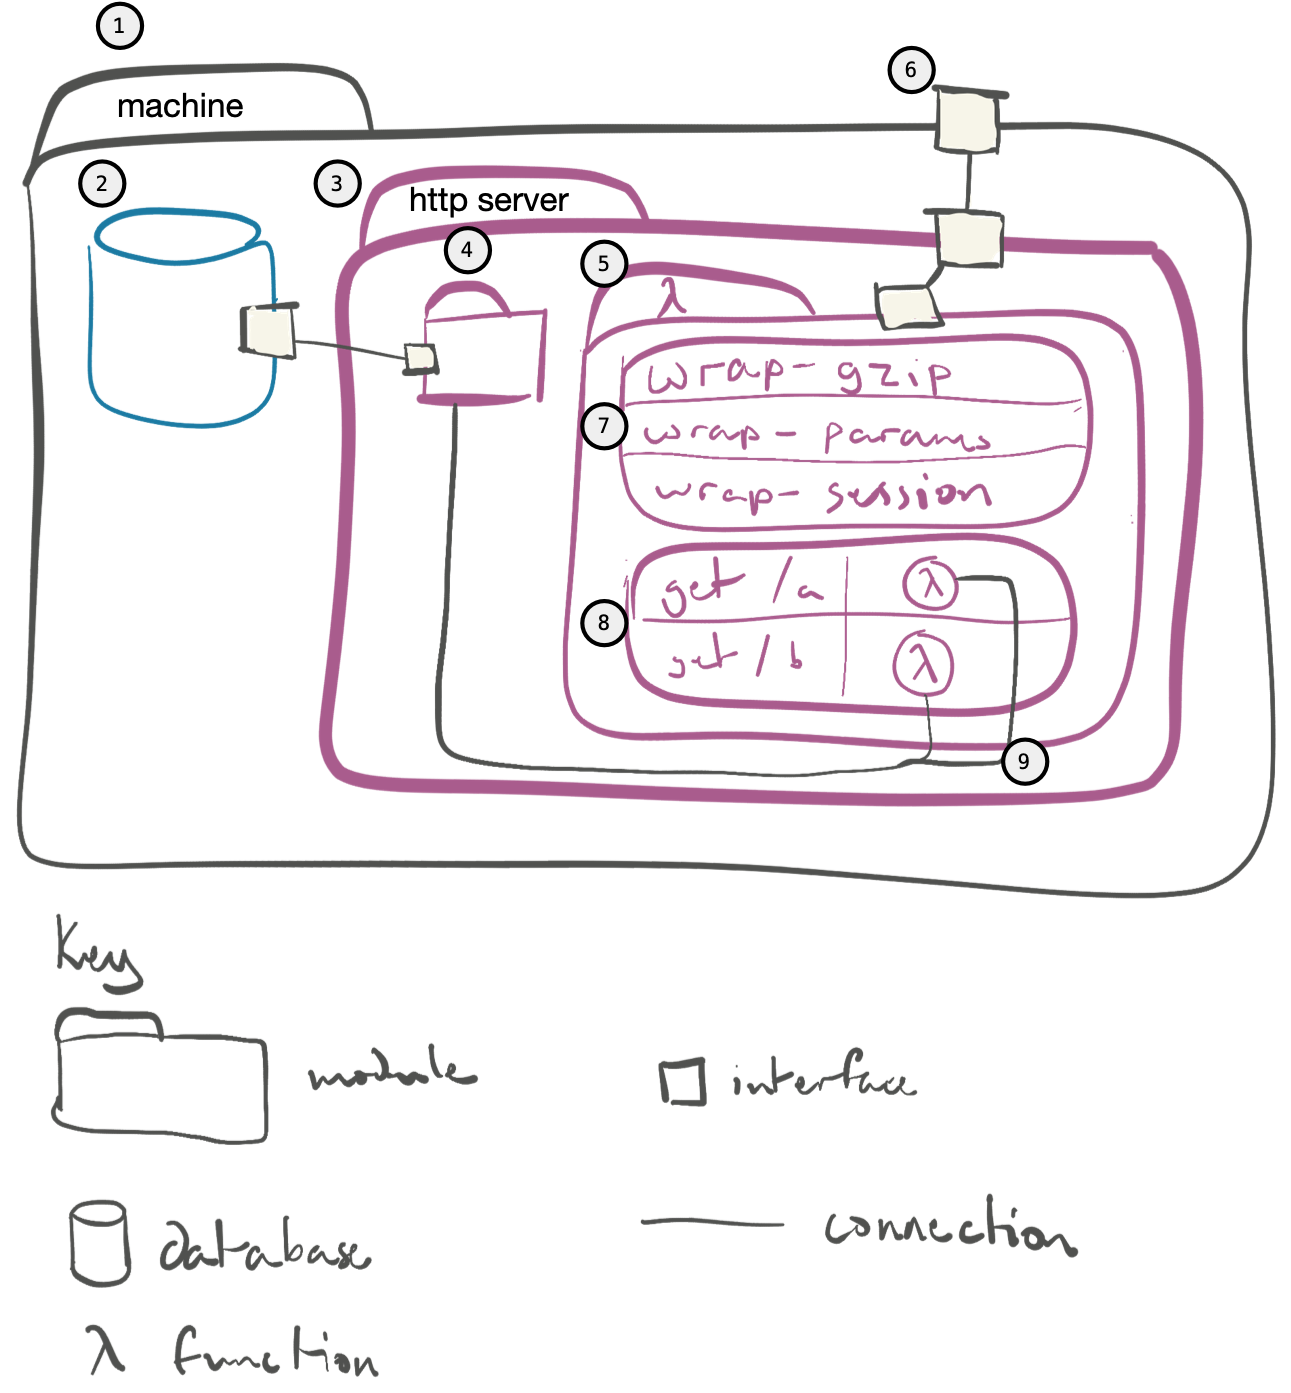 1
machine
6
2
3
http server
4
5
λ
wrap-gzip
7
wrap-params
wrap-session
get /a λ
8
get /b λ
9
Key
module
interface
database
connection
λ function